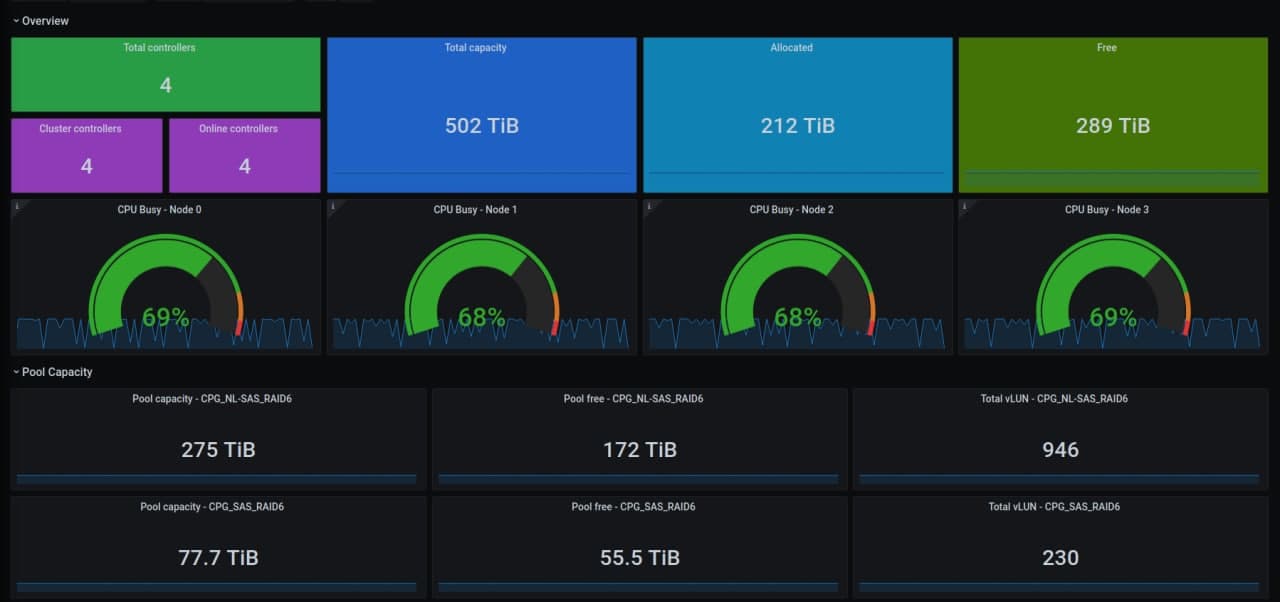 Overview
Total controllers
4
Cluster controllers
4
Online controllers
4
Total capacity
502 TiB
Allocated
212 TiB
Free
289 TiB
CPU Busy - Node 0
69%
CPU Busy - Node 1
68%
CPU Busy - Node 2
68%
CPU Busy - Node 3
69%
Pool Capacity
Pool capacity - CPG_NL-SAS_RAID6
275 TiB
Pool free - CPG_NL-SAS_RAID6
172 TiB
Total vLUN - CPG_NL-SAS_RAID6
946
Pool capacity - CPG_SAS_RAID6
77.7 TiB
Pool free - CPG_SAS_RAID6
55.5 TiB
Total vLUN - CPG_SAS_RAID6
230